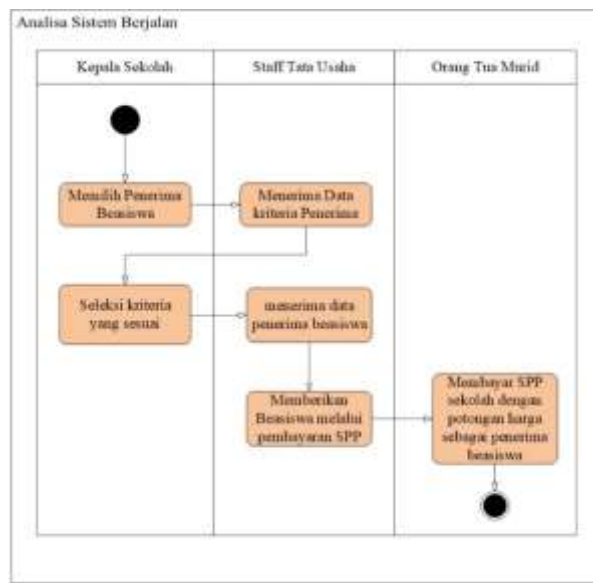 Analisa Sistem Berjalan
Kepala Sekolah
Staff Tata Usaha
Orang Tua Murid
Memilih Penerima
Beasiswa
Menerima Data
kriteria Penerima
Seleksi kriteria
yang sesuai
menerima data
penerima beasiswa
Memberikan
Beasiswa melalui
pembayaran SPP
Membayar SPP
sekolah dengan
potongan harga
sebagai penerima
beasiswa